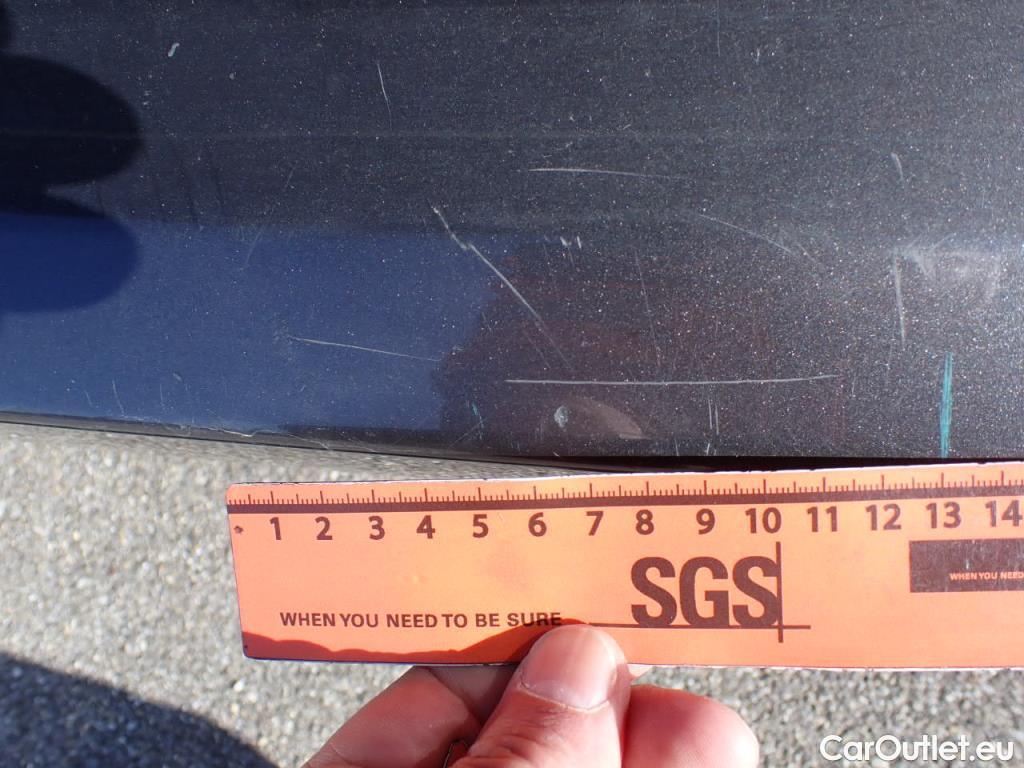 1 2 3 4 5 6 7 8 9 10 11 12 13 14
SGS
WHEN YOU NEED
WHEN YOU NEED TO BE SURE
CarOutlet.eu